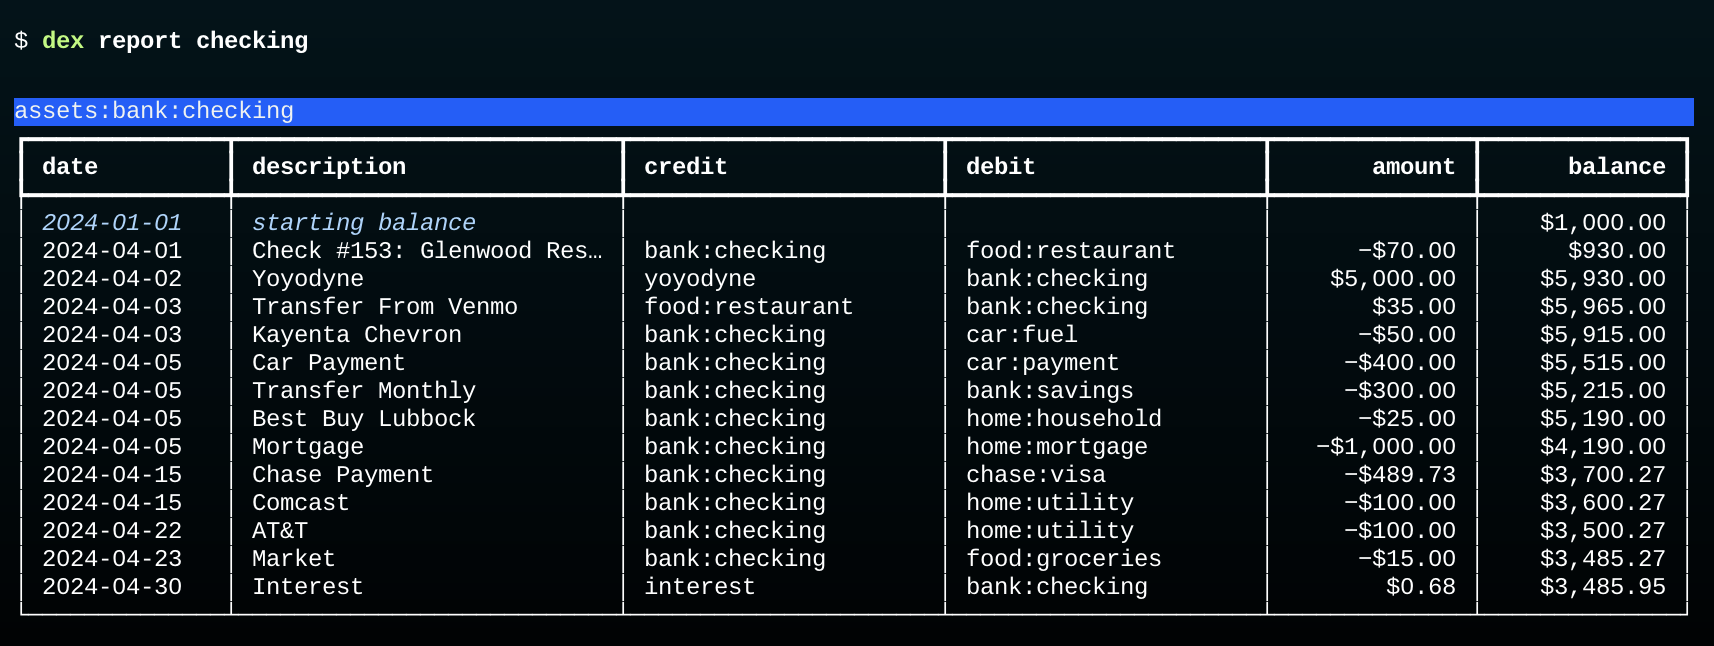 $ dex report checking
assets:bank:checking
date description credit debit amount balance
2024-01-01 starting balance $1,000.00
2024-04-01 Check #153: Glenwood Res… bank:checking food:restaurant −$70.00 $930.00
2024-04-02 Yoyodyne yoyodyne bank:checking $5,000.00 $5,930.00
2024-04-03 Transfer From Venmo food:restaurant bank:checking $35.00 $5,965.00
2024-04-03 Kayenta Chevron bank:checking car:fuel −$50.00 $5,915.00
2024-04-05 Car Payment bank:checking car:payment −$400.00 $5,515.00
2024-04-05 Transfer Monthly bank:checking bank:savings −$300.00 $5,215.00
2024-04-05 Best Buy Lubbock bank:checking home:household −$25.00 $5,190.00
2024-04-05 Mortgage bank:checking home:mortgage −$1,000.00 $4,190.00
2024-04-15 Chase Payment bank:checking chase:visa −$489.73 $3,700.27
2024-04-15 Comcast bank:checking home:utility −$100.00 $3,600.27
2024-04-22 AT&T bank:checking home:utility −$100.00 $3,500.27
2024-04-23 Market bank:checking food:groceries −$15.00 $3,485.27
2024-04-30 Interest interest bank:checking $0.68 $3,485.95